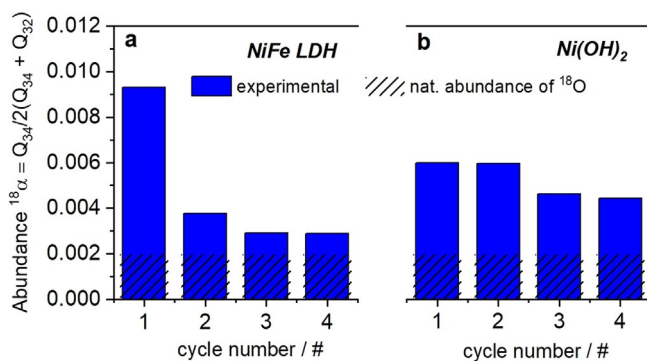 Abundance ¹⁸α = Q₃₄/2(Q₃₄ + Q₃₂)
0.012
0.010
0.008
0.006
0.004
0.002
0.000
a
NiFe LDH
b
Ni(OH)₂
experimental
nat. abundance of ¹⁸O
1 2 3 4
1 2 3 4
cycle number / #
cycle number / #